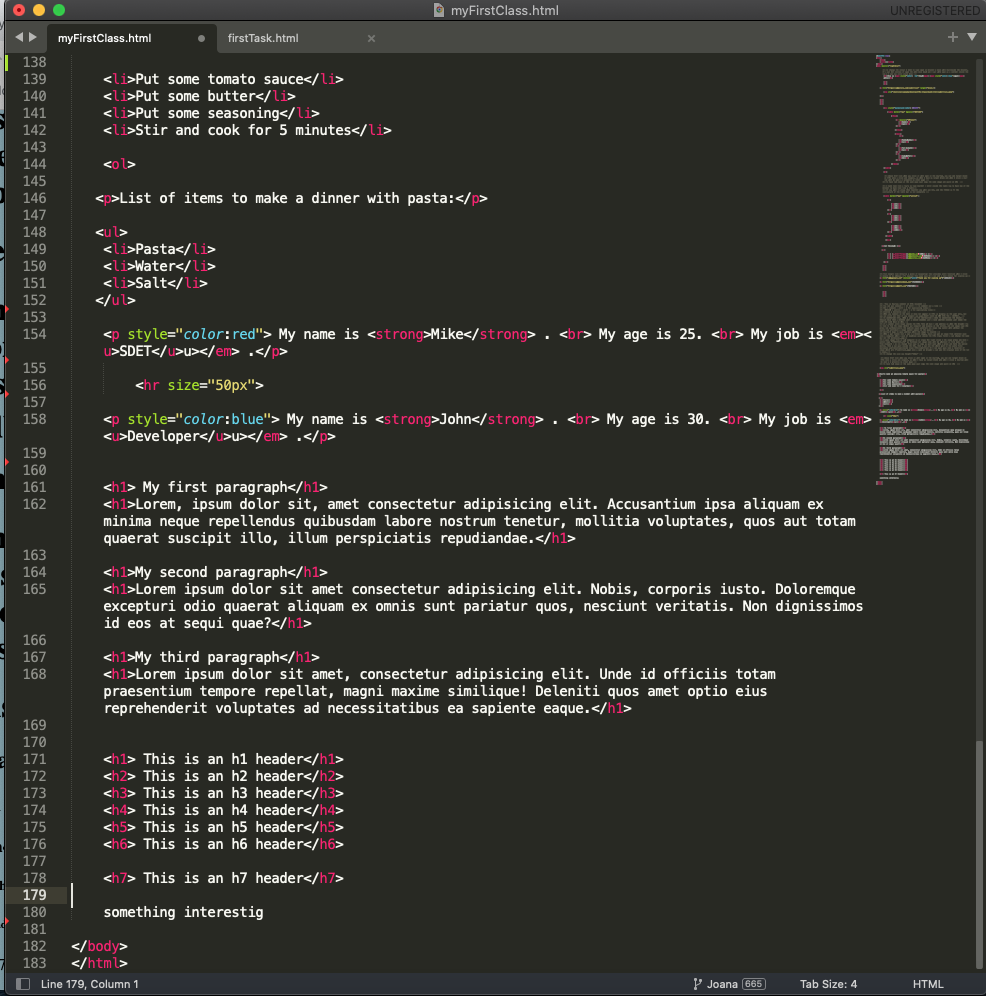 myFirstClass.html
UNREGISTERED
myFirstClass.html
firstTask.html
138
139 <li>Put some tomato sauce</li>
140 <li>Put some butter</li>
141 <li>Put some seasoning</li>
142 <li>Stir and cook for 5 minutes</li>
143
144 <ol>
145
146 <p>List of items to make a dinner with pasta:</p>
147
148 <ul>
149 <li>Pasta</li>
150 <li>Water</li>
151 <li>Salt</li>
152 </ul>
153
154 <p style="color:red"> My name is <strong>Mike</strong> . <br> My age is 25. <br> My job is <em><
u>SDET</u>u></em> .</p>
155
156 <hr size="50px">
157
158 <p style="color:blue"> My name is <strong>John</strong> . <br> My age is 30. <br> My job is <em>
<u>Developer</u>u></em> .</p>
159
160
161 <h1> My first paragraph</h1>
162 <h1>Lorem, ipsum dolor sit, amet consectetur adipisicing elit. Accusantium ipsa aliquam ex
minima neque repellendus quibusdam labore nostrum tenetur, mollitia voluptates, quos aut totam
quaerat suscipit illo, illum perspiciatis repudiandae.</h1>
163
164 <h1>My second paragraph</h1>
165 <h1>Lorem ipsum dolor sit amet consectetur adipisicing elit. Nobis, corporis iusto. Doloremque
excepturi odio quaerat aliquam ex omnis sunt pariatur quos, nesciunt veritatis. Non dignissimos
id eos at sequi quae?</h1>
166
167 <h1>My third paragraph</h1>
168 <h1>Lorem ipsum dolor sit amet, consectetur adipisicing elit. Unde id officiis totam
praesentium tempore repellat, magni maxime similique! Deleniti quos amet optio eius
reprehenderit voluptates ad necessitatibus ea sapiente eaque.</h1>
169
170
171 <h1> This is an h1 header</h1>
172 <h2> This is an h2 header</h2>
173 <h3> This is an h3 header</h3>
174 <h4> This is an h4 header</h4>
175 <h5> This is an h5 header</h5>
176 <h6> This is an h6 header</h6>
177
178 <h7> This is an h7 header</h7>
179
180 something interestig
181
182 </body>
183 </html>
Line 179, Column 1
Joana 665
Tab Size: 4
HTML